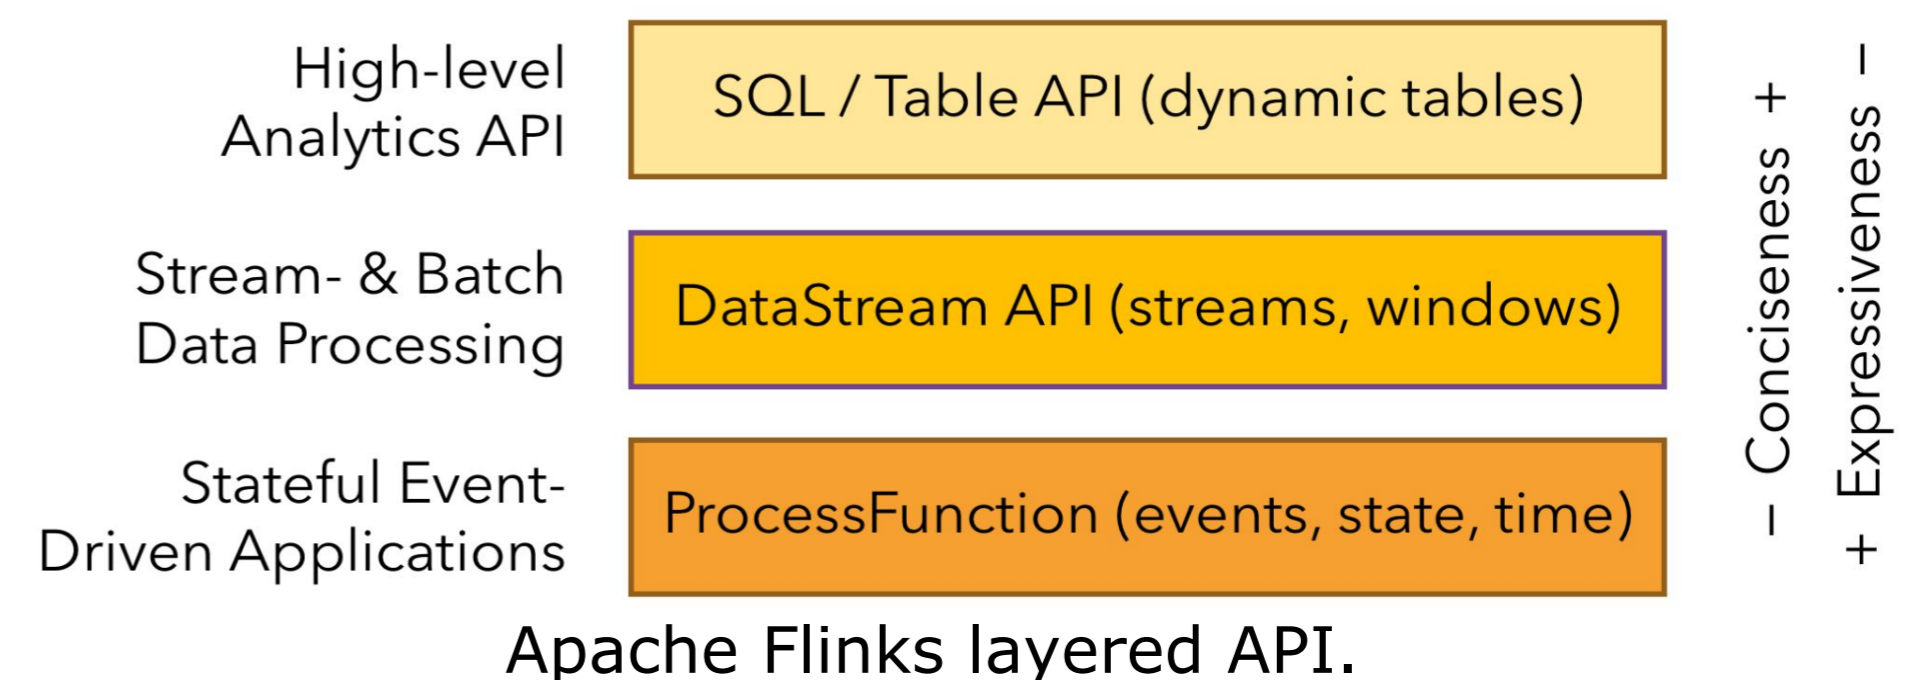 High-level
Analytics API
SQL / Table API (dynamic tables)
Stream- & Batch
Data Processing
DataStream API (streams, windows)
Stateful Event-
Driven Applications
ProcessFunction (events, state, time)
− Conciseness +
+ Expressiveness −
Apache Flinks layered API.